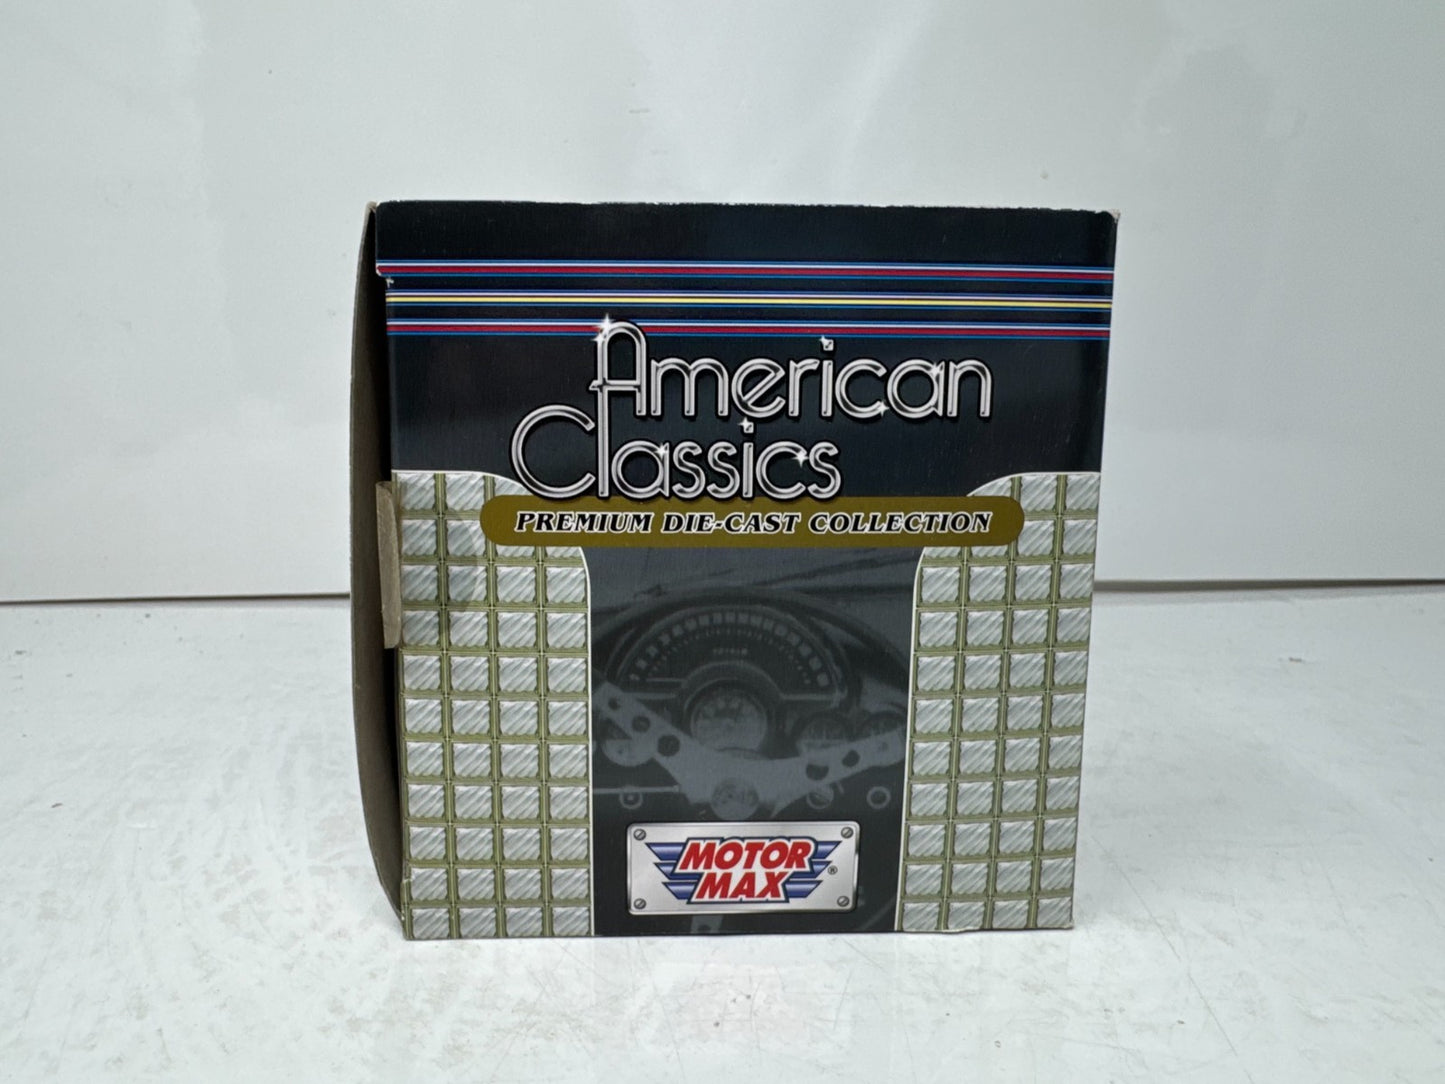 American
Classics
PREMIUM DIE-CAST COLLECTION
MOTOR
MAX®